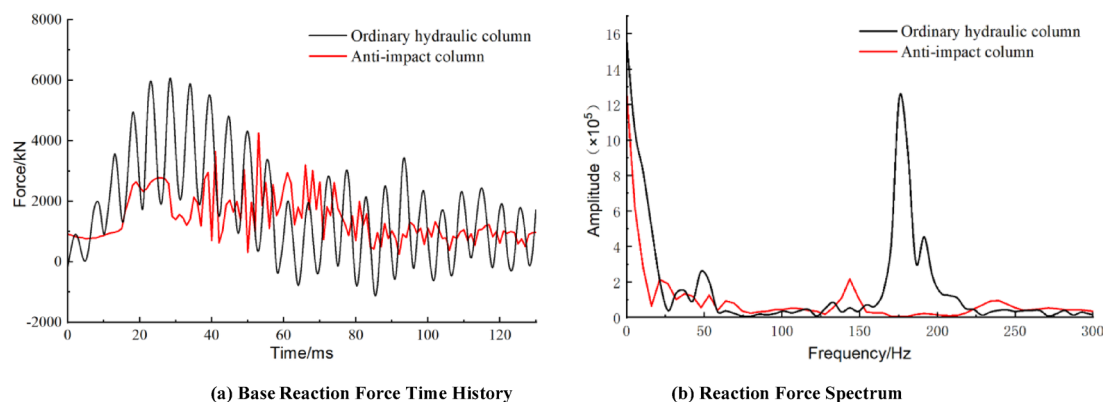 8000
6000
4000
2000
0
-2000
Force/kN
0 20 40 60 80 100 120
Time/ms
Ordinary hydraulic column
Anti-impact column
(a) Base Reaction Force Time History
16
14
12
10
8
6
4
2
0
Amplitude（×10⁵）
0 50 100 150 200 250 300
Frequency/Hz
Ordinary hydraulic column
Anti-impact column
(b) Reaction Force Spectrum